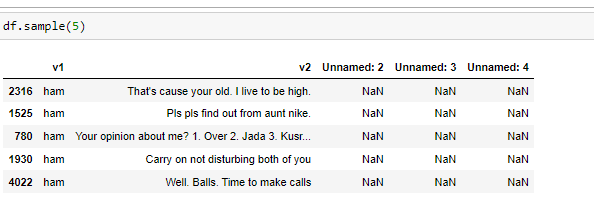 df.sample(5)
v1 v2 Unnamed: 2 Unnamed: 3 Unnamed: 4
2316 ham That's cause your old. I live to be high. NaN NaN NaN
1525 ham Pls pls find out from aunt nike. NaN NaN NaN
780 ham Your opinion about me? 1. Over 2. Jada 3. Kusr... NaN NaN NaN
1930 ham Carry on not disturbing both of you NaN NaN NaN
4022 ham Well. Balls. Time to make calls NaN NaN NaN